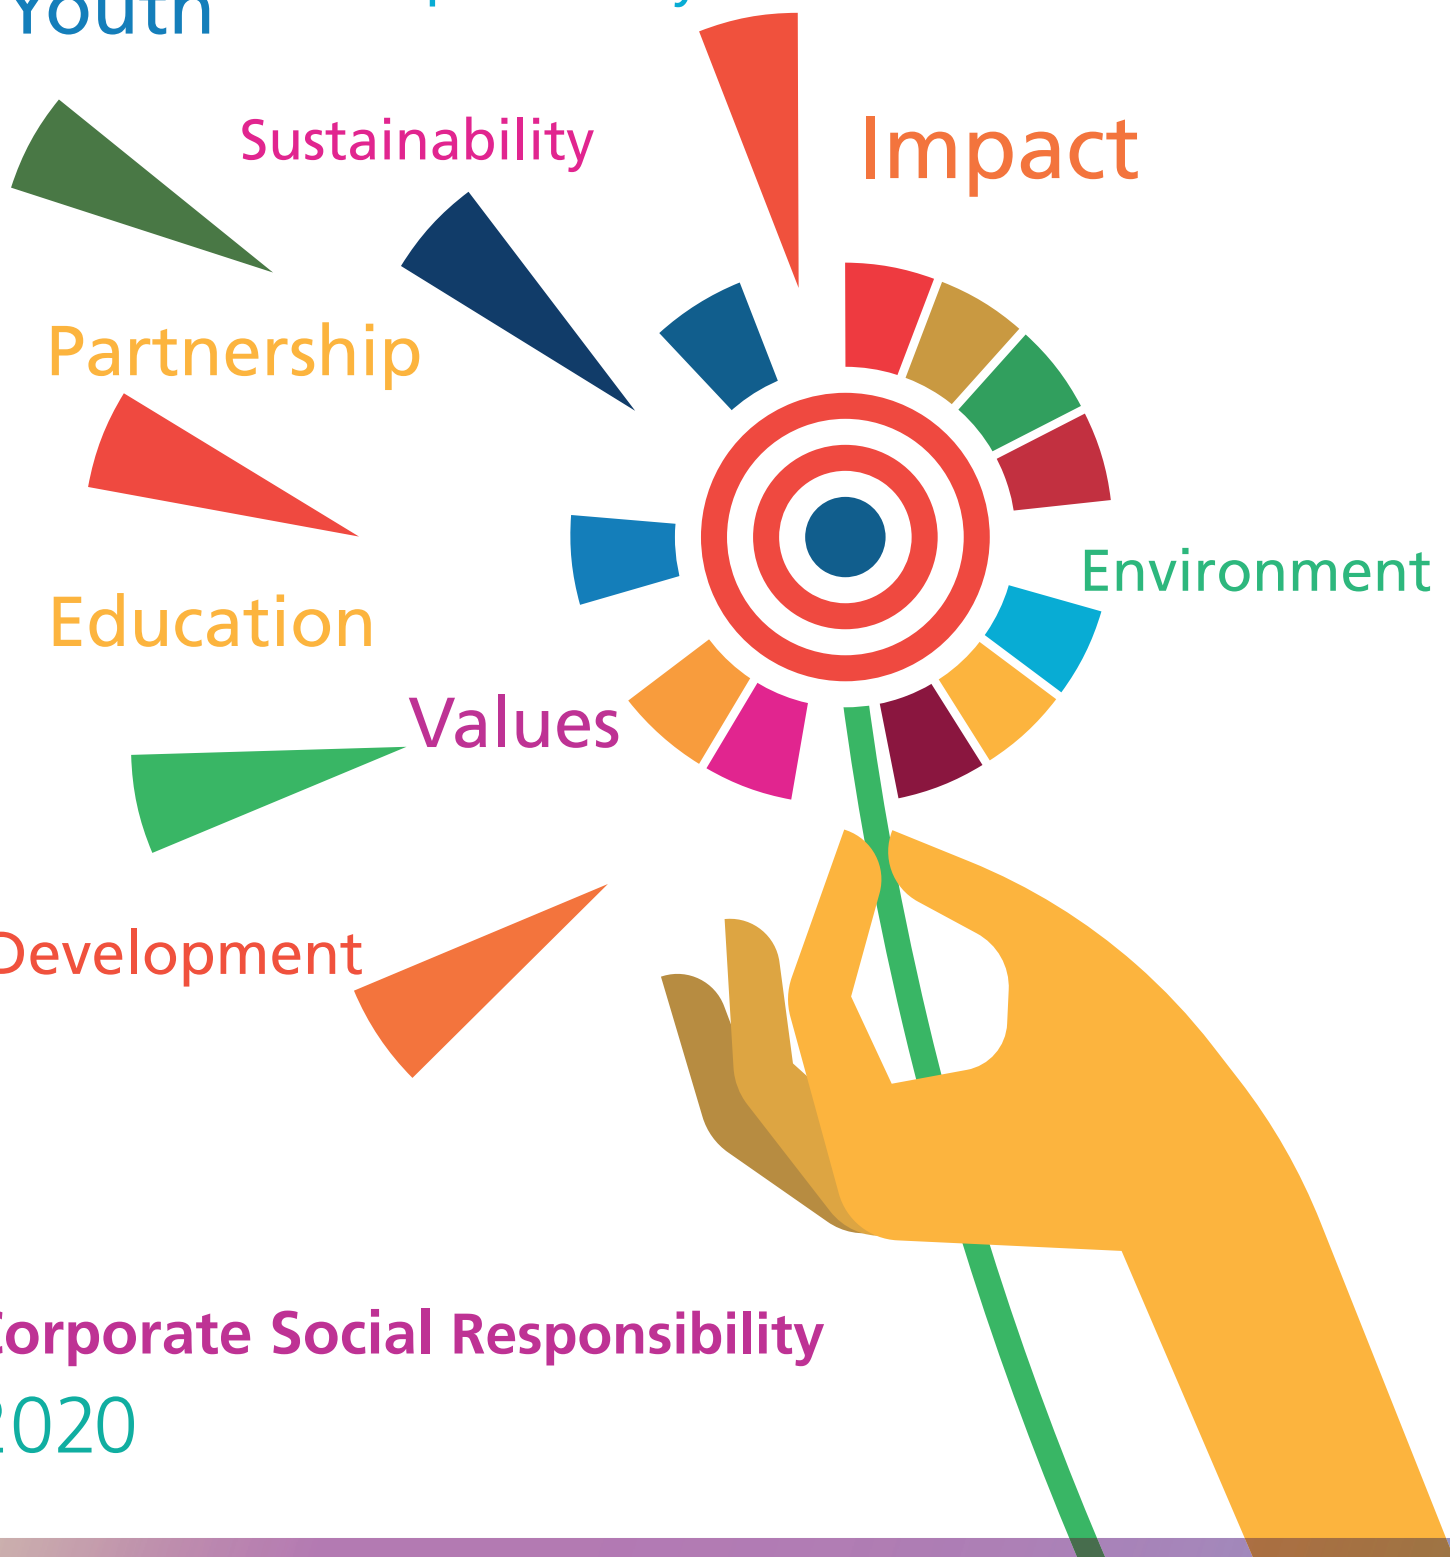 Youth
Sustainability
Impact
Partnership
Environment
Education
Values
Development
Corporate Social Responsibility
2020